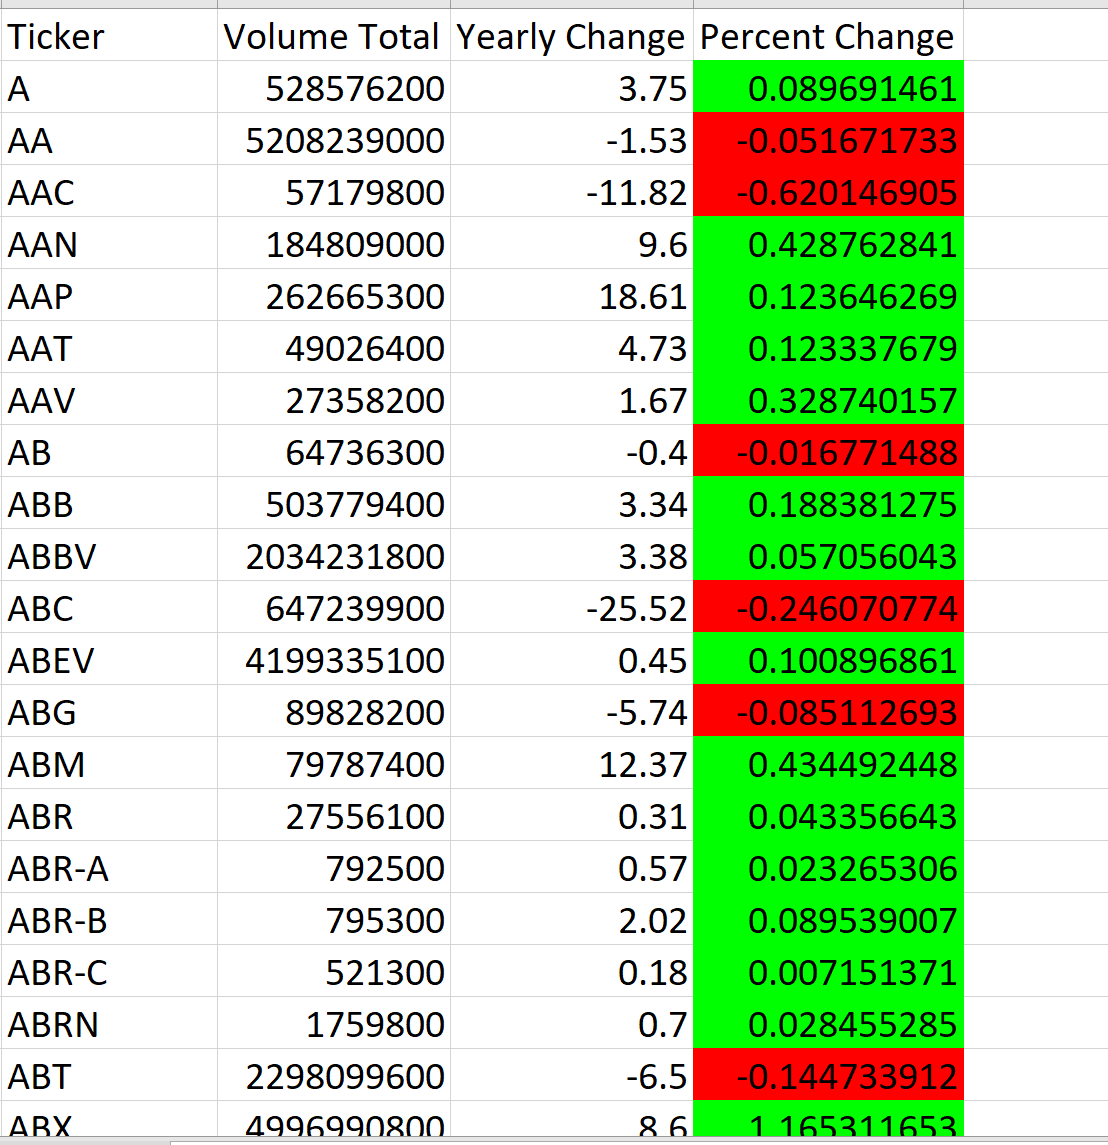 Ticker Volume Total Yearly Change Percent Change
A 528576200 3.75 0.089691461
AA 5208239000 -1.53 -0.051671733
AAC 57179800 -11.82 -0.620146905
AAN 184809000 9.6 0.428762841
AAP 262665300 18.61 0.123646269
AAT 49026400 4.73 0.123337679
AAV 27358200 1.67 0.328740157
AB 64736300 -0.4 -0.016771488
ABB 503779400 3.34 0.188381275
ABBV 2034231800 3.38 0.057056043
ABC 647239900 -25.52 -0.246070774
ABEV 4199335100 0.45 0.100896861
ABG 89828200 -5.74 -0.085112693
ABM 79787400 12.37 0.434492448
ABR 27556100 0.31 0.043356643
ABR-A 792500 0.57 0.023265306
ABR-B 795300 2.02 0.089539007
ABR-C 521300 0.18 0.007151371
ABRN 1759800 0.7 0.028455285
ABT 2298099600 -6.5 -0.144733912
ABX 4996990800 8.6 1.165311653